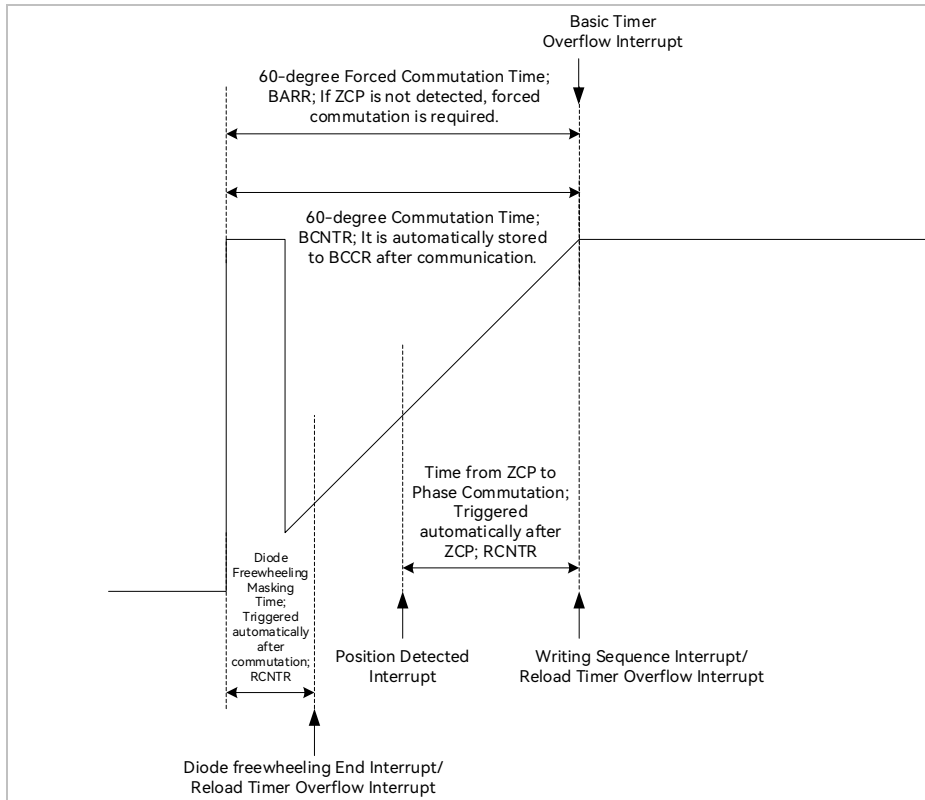 Basic Timer
Overflow Interrupt
60-degree Forced Commutation Time;
BARR; If ZCP is not detected, forced
commutation is required.
60-degree Commutation Time;
BCNTR; It is automatically stored
to BCCR after communication.
Time from ZCP to
Phase Commutation;
Triggered
automatically after
ZCP; RCNTR
Diode
Freewheeling
Masking
Time;
Triggered
automatically
after
commutation;
RCNTR
Position Detected
Interrupt
Writing Sequence Interrupt/
Reload Timer Overflow Interrupt
Diode freewheeling End Interrupt/
Reload Timer Overflow Interrupt